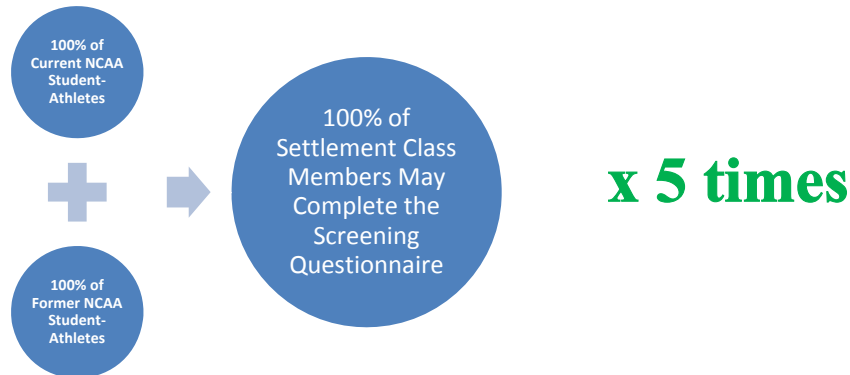 100% of
Current NCAA
Student-
Athletes
100% of
Former NCAA
Student-
Athletes
100% of
Settlement Class
Members May
Complete the
Screening
Questionnaire
x 5 times